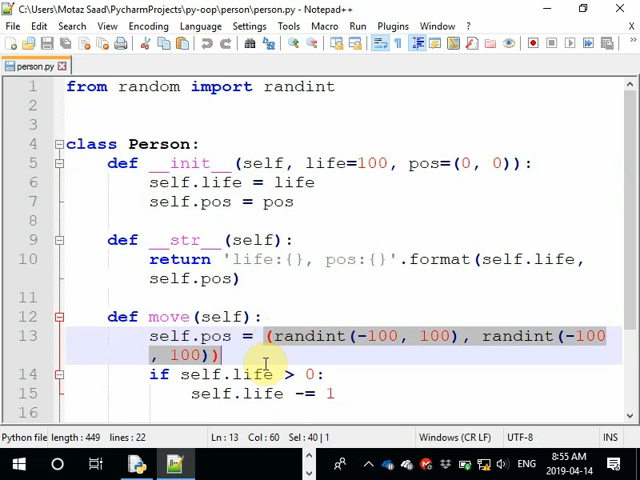 C:\Users\Motaz Saad\PycharmProjects\py-oop\person\person.py - Notepad++
File Edit Search View Encoding Language Settings Tools Macro Run Plugins Window ? X
person.py
1 from random import randint
2
3
4 class Person:
5 def __init__(self, life=100, pos=(0, 0)):
6 self.life = life
7 self.pos = pos
8
9 def __str__(self):
10 return 'life:{}, pos:{}'.format(self.life,
self.pos)
11
12 def move(self):
13 self.pos = (randint(-100, 100), randint(-100
, 100))
14 if self.life > 0:
15 self.life -= 1
16
Python file length : 449 lines : 22 Ln : 13 Col : 60 Sel : 40 | 1 Windows (CR LF) UTF-8 INS
ENG 8:55 AM
2019-04-14